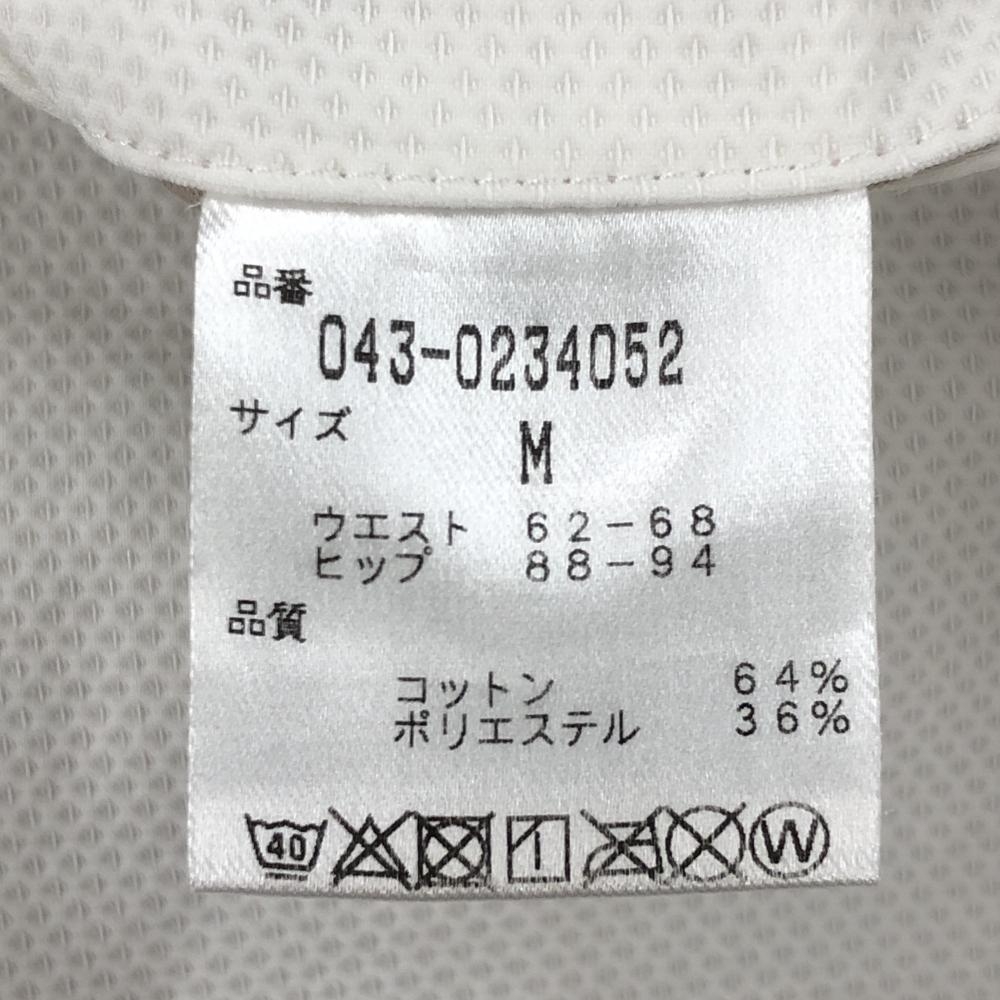 品番
043-0234052
サイズ
M
ウエスト 62-68
ヒップ 88-94
品質
コットン 64%
ポリエステル 36%
40 W